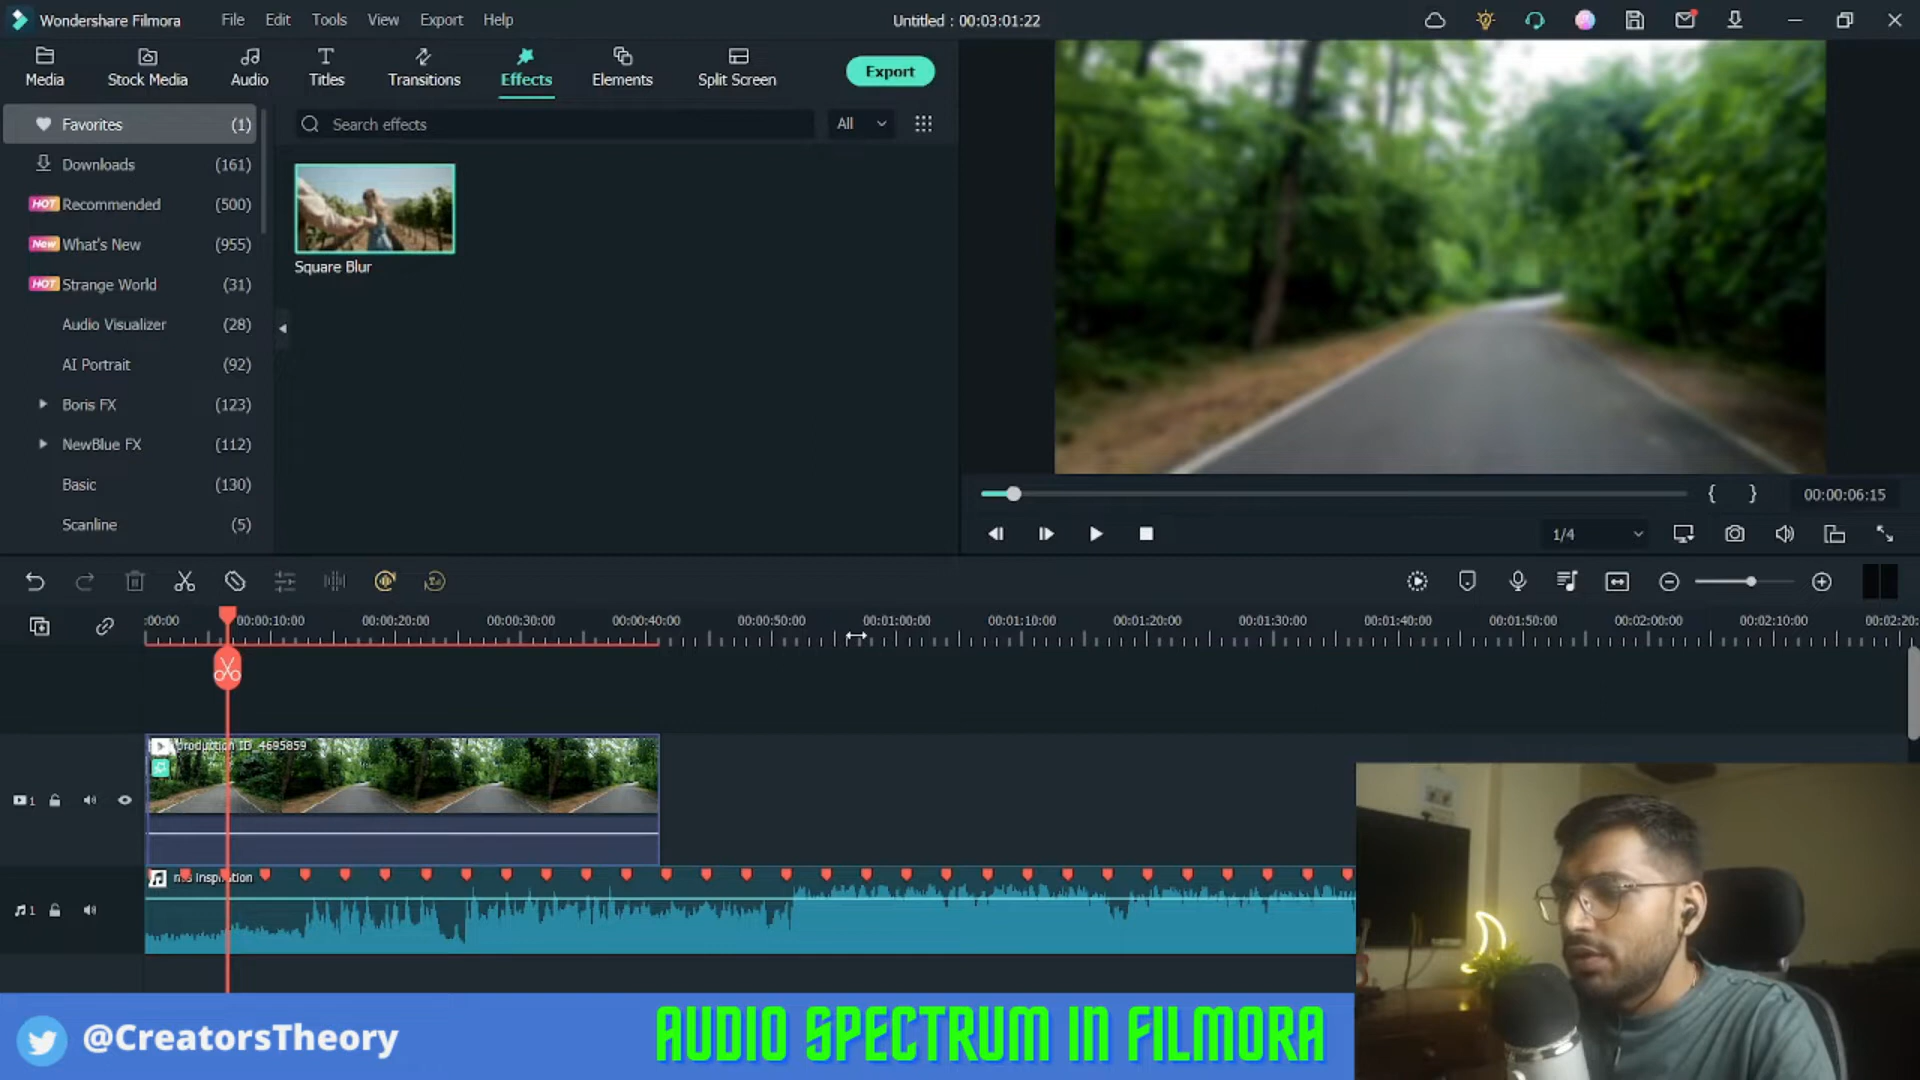 Wondershare Filmora File Edit Tools View Export Help Untitled : 00:03:01:22
Media Stock Media Audio Titles Transitions Effects Elements Split Screen Export
Favorites (1)
Search effects All
Downloads (161)
HOT Recommended (500)
New What's New (955)
HOT Strange World (31)
Audio Visualizer (28)
AI Portrait (92)
Boris FX (123)
NewBlue FX (112)
Basic (130)
Scanline (5)
Square Blur
{ } 00:00:06:15
1/4
:00:00 00:00:10:00 00:00:20:00 00:00:30:00 00:00:40:00 00:00:50:00 00:01:00:00 00:01:10:00 00:01:20:00 00:01:30:00 00:01:40:00 00:01:50:00 00:02:00:00 00:02:10:00 00:02:20:
production ID_4695859
1
1
@CreatorsTheory
AUDIO SPECTRUM IN FILMORA